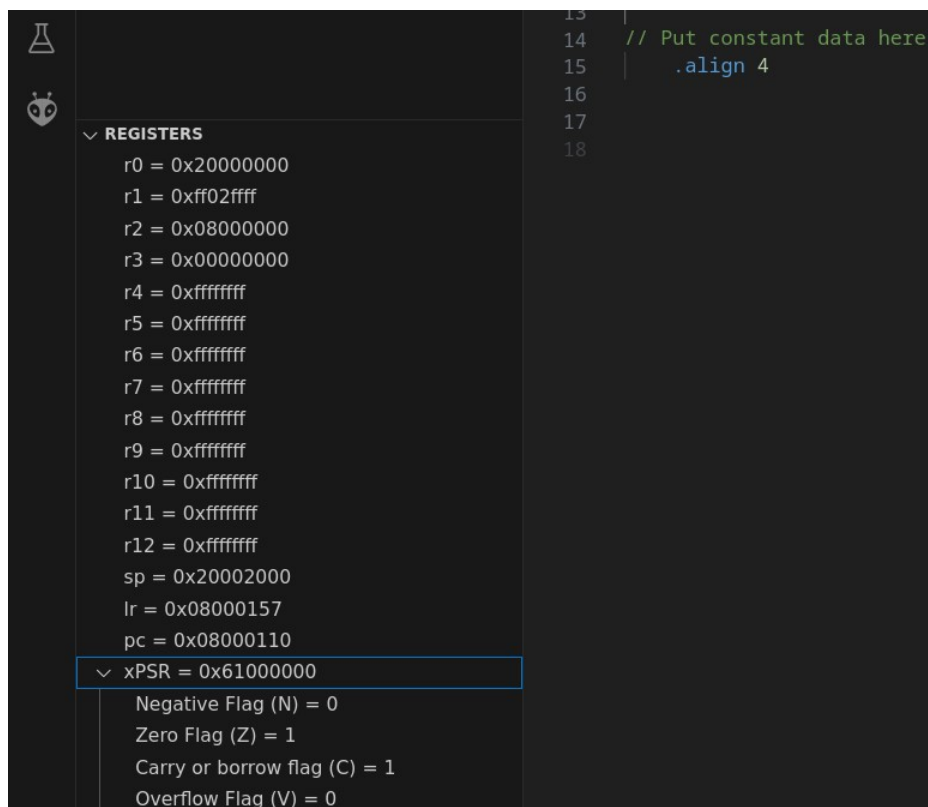 REGISTERS
r0 = 0x20000000
r1 = 0xff02ffff
r2 = 0x08000000
r3 = 0x00000000
r4 = 0xffffffff
r5 = 0xffffffff
r6 = 0xffffffff
r7 = 0xffffffff
r8 = 0xffffffff
r9 = 0xffffffff
r10 = 0xffffffff
r11 = 0xffffffff
r12 = 0xffffffff
sp = 0x20002000
lr = 0x08000157
pc = 0x08000110
xPSR = 0x61000000
Negative Flag (N) = 0
Zero Flag (Z) = 1
Carry or borrow flag (C) = 1
Overflow Flag (V) = 0
13
14 // Put constant data here
15 .align 4
16
17
18